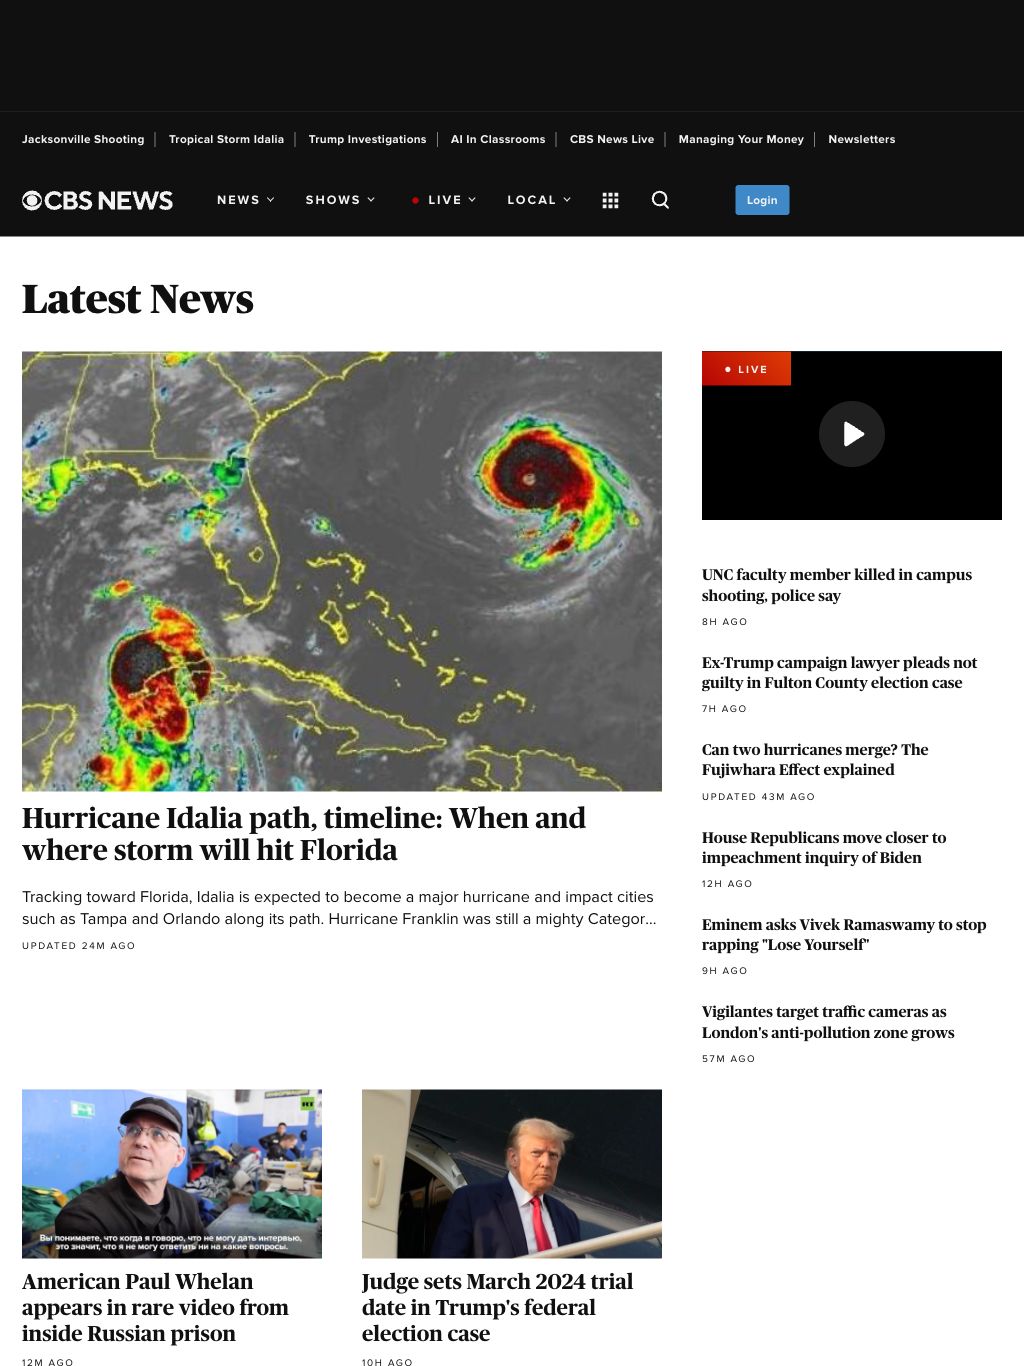 Jacksonville Shooting
Tropical Storm Idalia
Trump Investigations
AI In Classrooms
CBS News Live
Managing Your Money
Newsletters
CBS NEWS
NEWS
SHOWS
LIVE
LOCAL
Login
Latest News
Hurricane Idalia path, timeline: When and
where storm will hit Florida
Tracking toward Florida, Idalia is expected to become a major hurricane and impact cities
such as Tampa and Orlando along its path. Hurricane Franklin was still a mighty Categor...
UPDATED 24M AGO
LIVE
UNC faculty member killed in campus
shooting, police say
8H AGO
Ex-Trump campaign lawyer pleads not
guilty in Fulton County election case
7H AGO
Can two hurricanes merge? The
Fujiwhara Effect explained
UPDATED 43M AGO
House Republicans move closer to
impeachment inquiry of Biden
12H AGO
Eminem asks Vivek Ramaswamy to stop
rapping "Lose Yourself"
9H AGO
Vigilantes target traffic cameras as
London's anti-pollution zone grows
57M AGO
RT
Вы понимаете, что когда я говорю, что не могу дать интервью,
это значит, что я не могу ответить ни на какие вопросы.
American Paul Whelan
appears in rare video from
inside Russian prison
12M AGO
Judge sets March 2024 trial
date in Trump's federal
election case
10H AGO